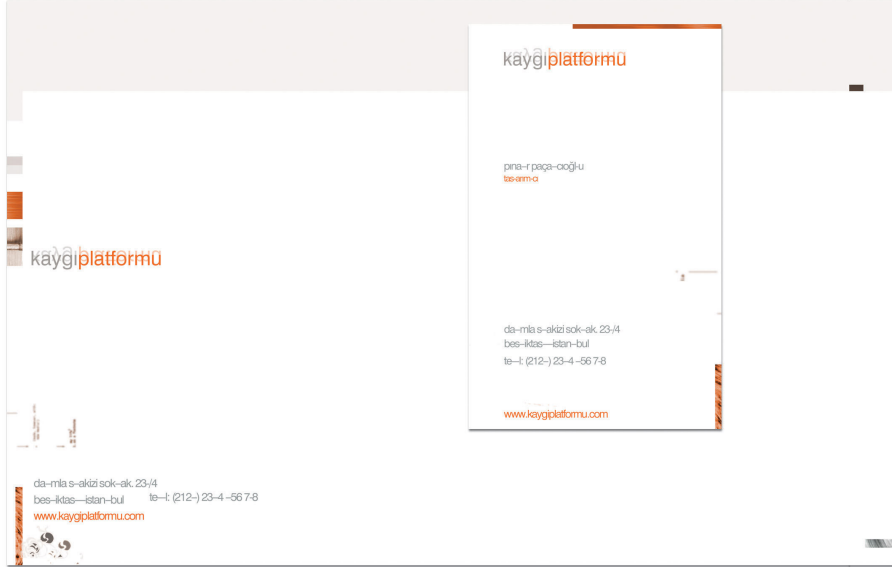 kaygıplatformu
pına–r paça–cıoğl-u
tas-arım-cı
da–mla s–akizi sok–ak. 23-/4
bes–iktas––istan–bul
te–l: (212–) 23–4 –56 7-8
www.kaygiplatformu.com
kaygıplatformu
da–mla s–akizi sok–ak. 23-/4
bes–iktas––istan–bul te–l: (212–) 23–4 –56 7-8
www.kaygiplatformu.com